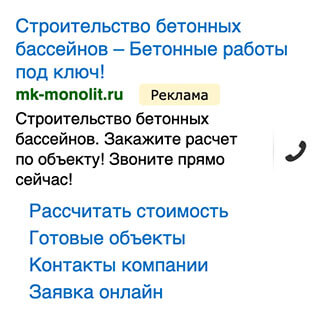 Строительство бетонных
бассейнов – Бетонные работы
под ключ!
mk-monolit.ru Реклама
Строительство бетонных
бассейнов. Закажите расчет
по объекту! Звоните прямо
сейчас!
Рассчитать стоимость
Готовые объекты
Контакты компании
Заявка онлайн